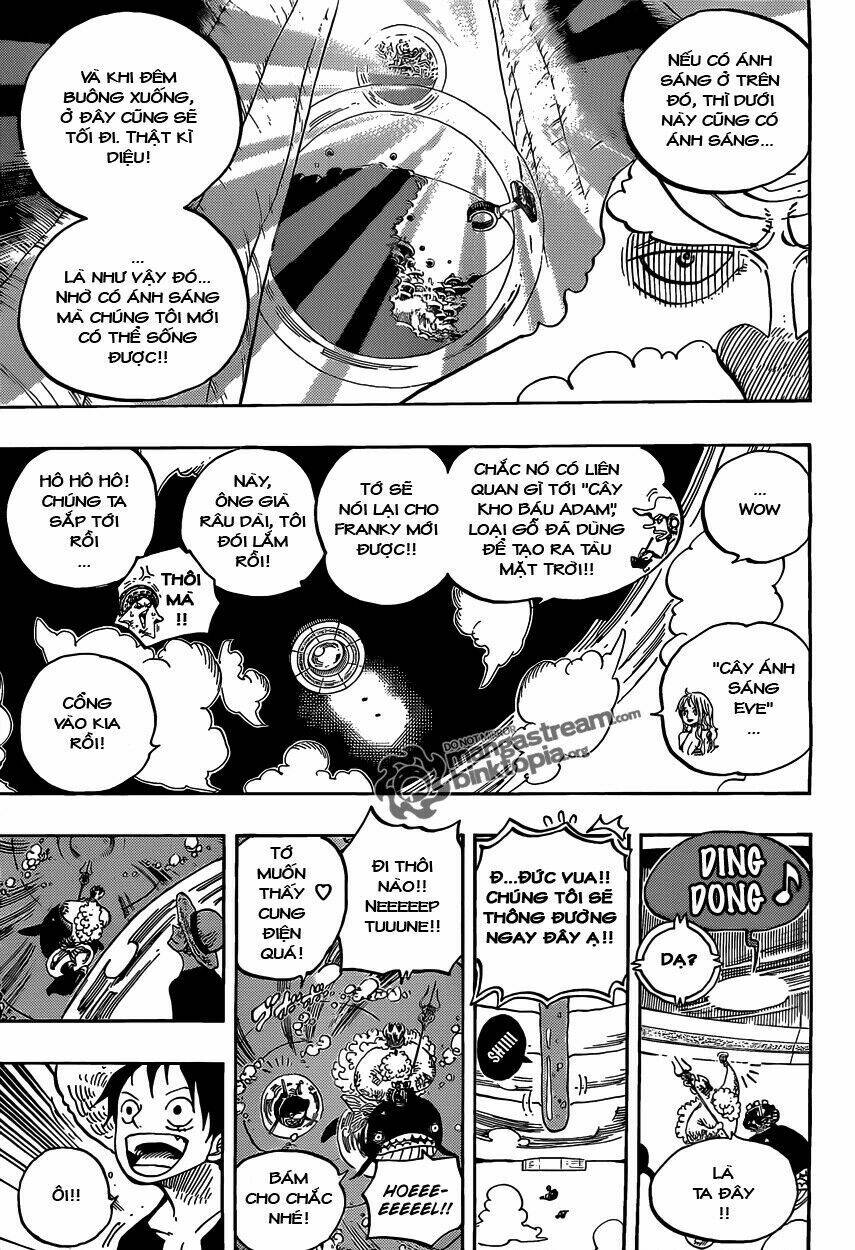 NẾU CÓ ÁNH
SÁNG Ở TRÊN
ĐÓ, THÌ DƯỚI
NÀY CŨNG CÓ
ÁNH SÁNG...
VÀ KHI ĐÊM
BUÔNG XUỐNG,
Ở ĐÂY CŨNG SẼ
TỐI ĐI. THẬT KÌ
DIỆU!
...
LÀ NHƯ VẬY ĐÓ...
NHỜ CÓ ÁNH SÁNG
MÀ CHÚNG TÔI MỚI
CÓ THỂ SỐNG
ĐƯỢC!!
...
WOW
"CÂY ÁNH
SÁNG
EVE"
...
CHẮC NÓ CÓ LIÊN
QUAN GÌ TỚI "CÂY
KHO BÁU ADAM",
LOẠI GỖ ĐÃ DÙNG
ĐỂ TẠO RA TÀU
MẶT TRỜI!!
TỚ SẼ
NÓI LẠI CHO
FRANKY MỚI
ĐƯỢC!!
NÀY,
ÔNG GIÀ
RÂU DÀI, TÔI
ĐÓI LẮM
RỒI!
THÔI
MÀ
!!
HÔ HÔ HÔ!
CHÚNG TA
SẮP TỚI
RỒI
...
CỔNG
VÀO KIA
RỒI!
DO NOT MIRROR
mangastream.com
binktopia.org
DING
DONG
DẠ?
LÀ
TA ĐÂY
!!
Đ...ĐỨC VUA!!
CHÚNG TÔI SẼ
THÔNG ĐƯỜNG
NGAY ĐÂY Ạ!!
SHIII
ĐI THÔI
NÀO!!
NEEEEEP
TUUUNE!!
TỚ
MUỐN
THẤY
CUNG
ĐIỆN
QUÁ!
BÁM
CHO CHẮC
NHÉ!
HOEEE-
EEEEEL!!
ÔI!!